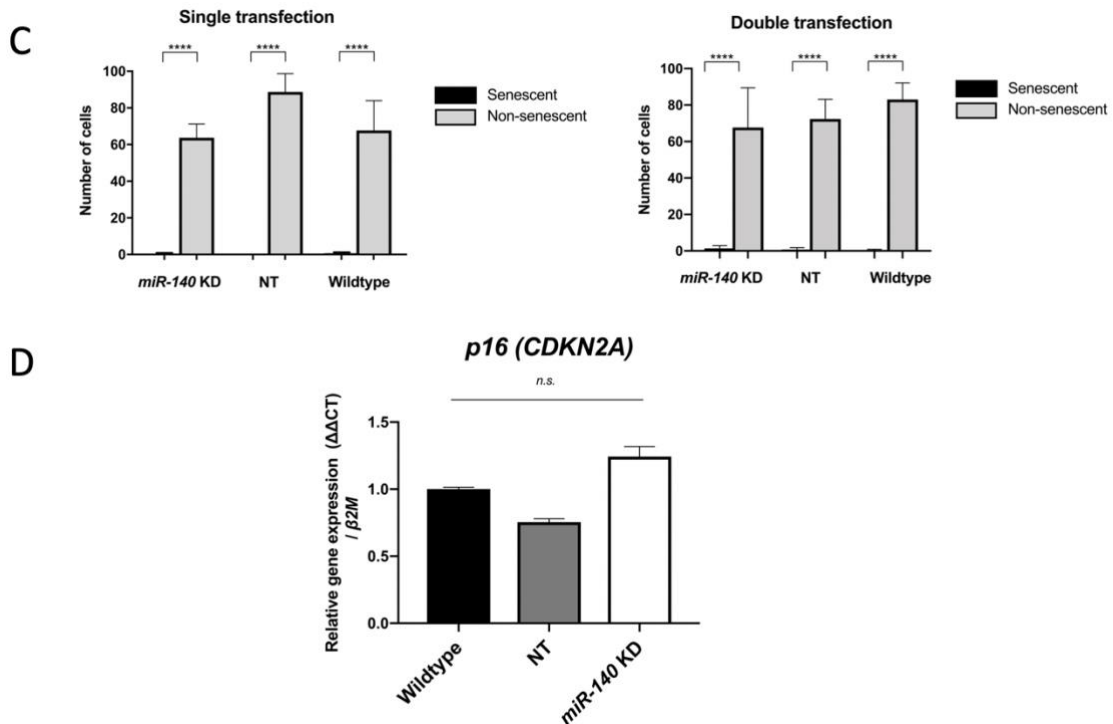 C
Single transfection
**** **** ****
Number of cells
100
80
60
40
20
0
miR-140 KD NT Wildtype
Senescent
Non-senescent
Double transfection
**** **** ****
Number of cells
100
80
60
40
20
0
miR-140 KD NT Wildtype
Senescent
Non-senescent
D
p16 (CDKN2A)
n.s.
Relative gene expression (ΔΔCT)
/ β2M
1.5
1.0
0.5
0.0
Wildtype
NT
miR-140 KD